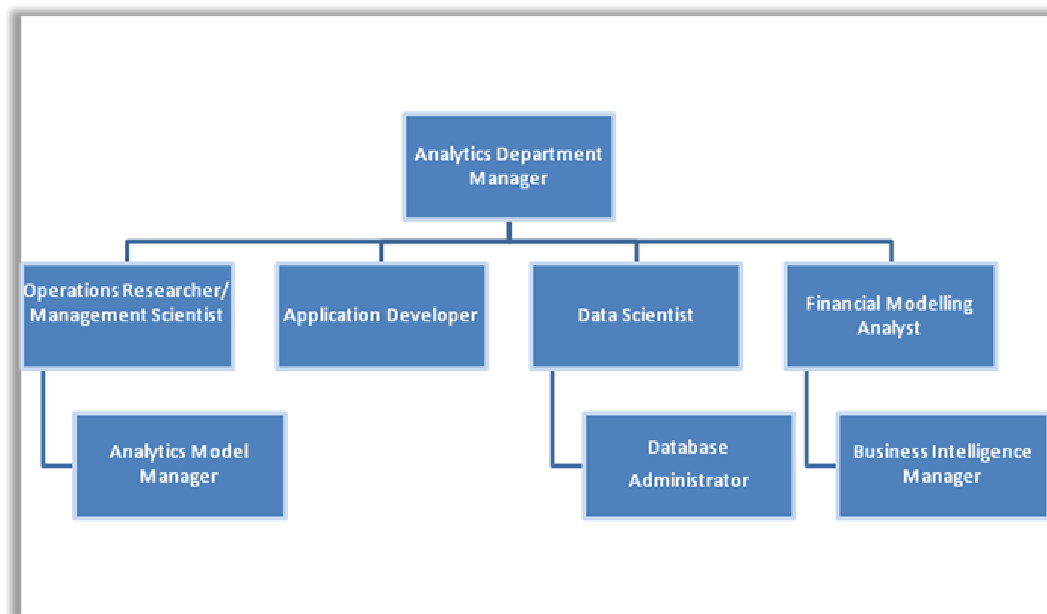 Analytics Department
Manager
Operations Researcher/
Management Scientist
Application Developer
Data Scientist
Financial Modelling
Analyst
Analytics Model
Manager
Database
Administrator
Business Intelligence
Manager